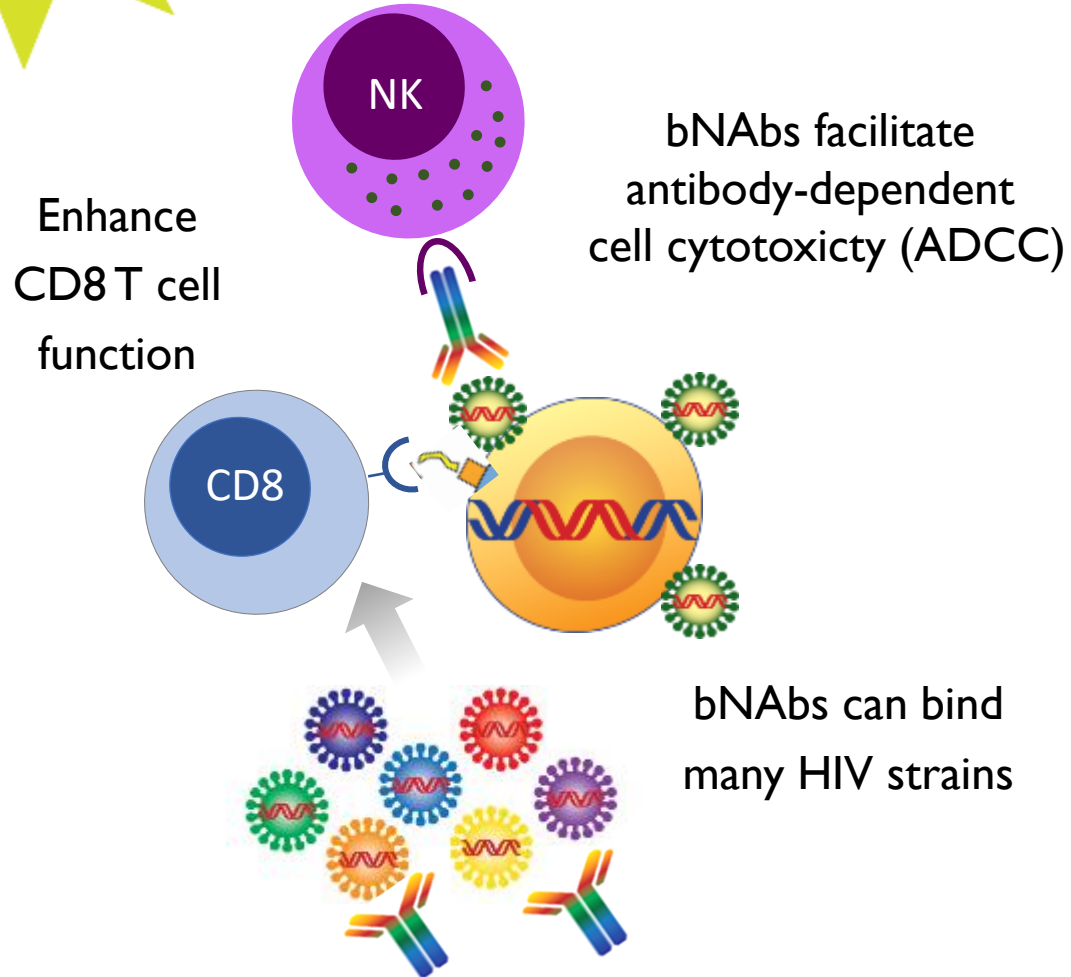 NK
bNAbs facilitate
antibody-dependent
cell cytotoxicty (ADCC)
Enhance
CD8 T cell
function
CD8
bNAbs can bind
many HIV strains